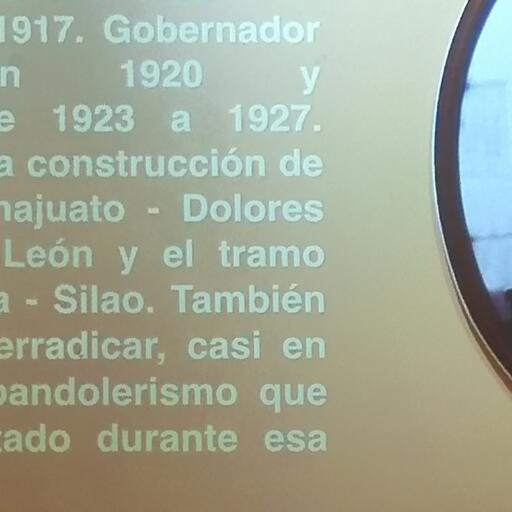 1917. Gobernador
n 1920 y
e 1923 a 1927.
a construcción de
najuato - Dolores
León y el tramo
a - Silao. También
erradicar, casi en
bandolerismo que
tado durante esa